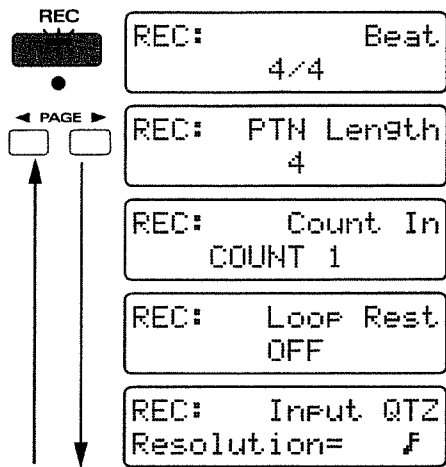 REC
REC: Beat
4/4
◄ PAGE ►
REC: PTN Length
4
REC: Count In
COUNT 1
REC: Loop Rest
OFF
REC: Input QTZ
Resolution= 𝅘𝅥𝅯